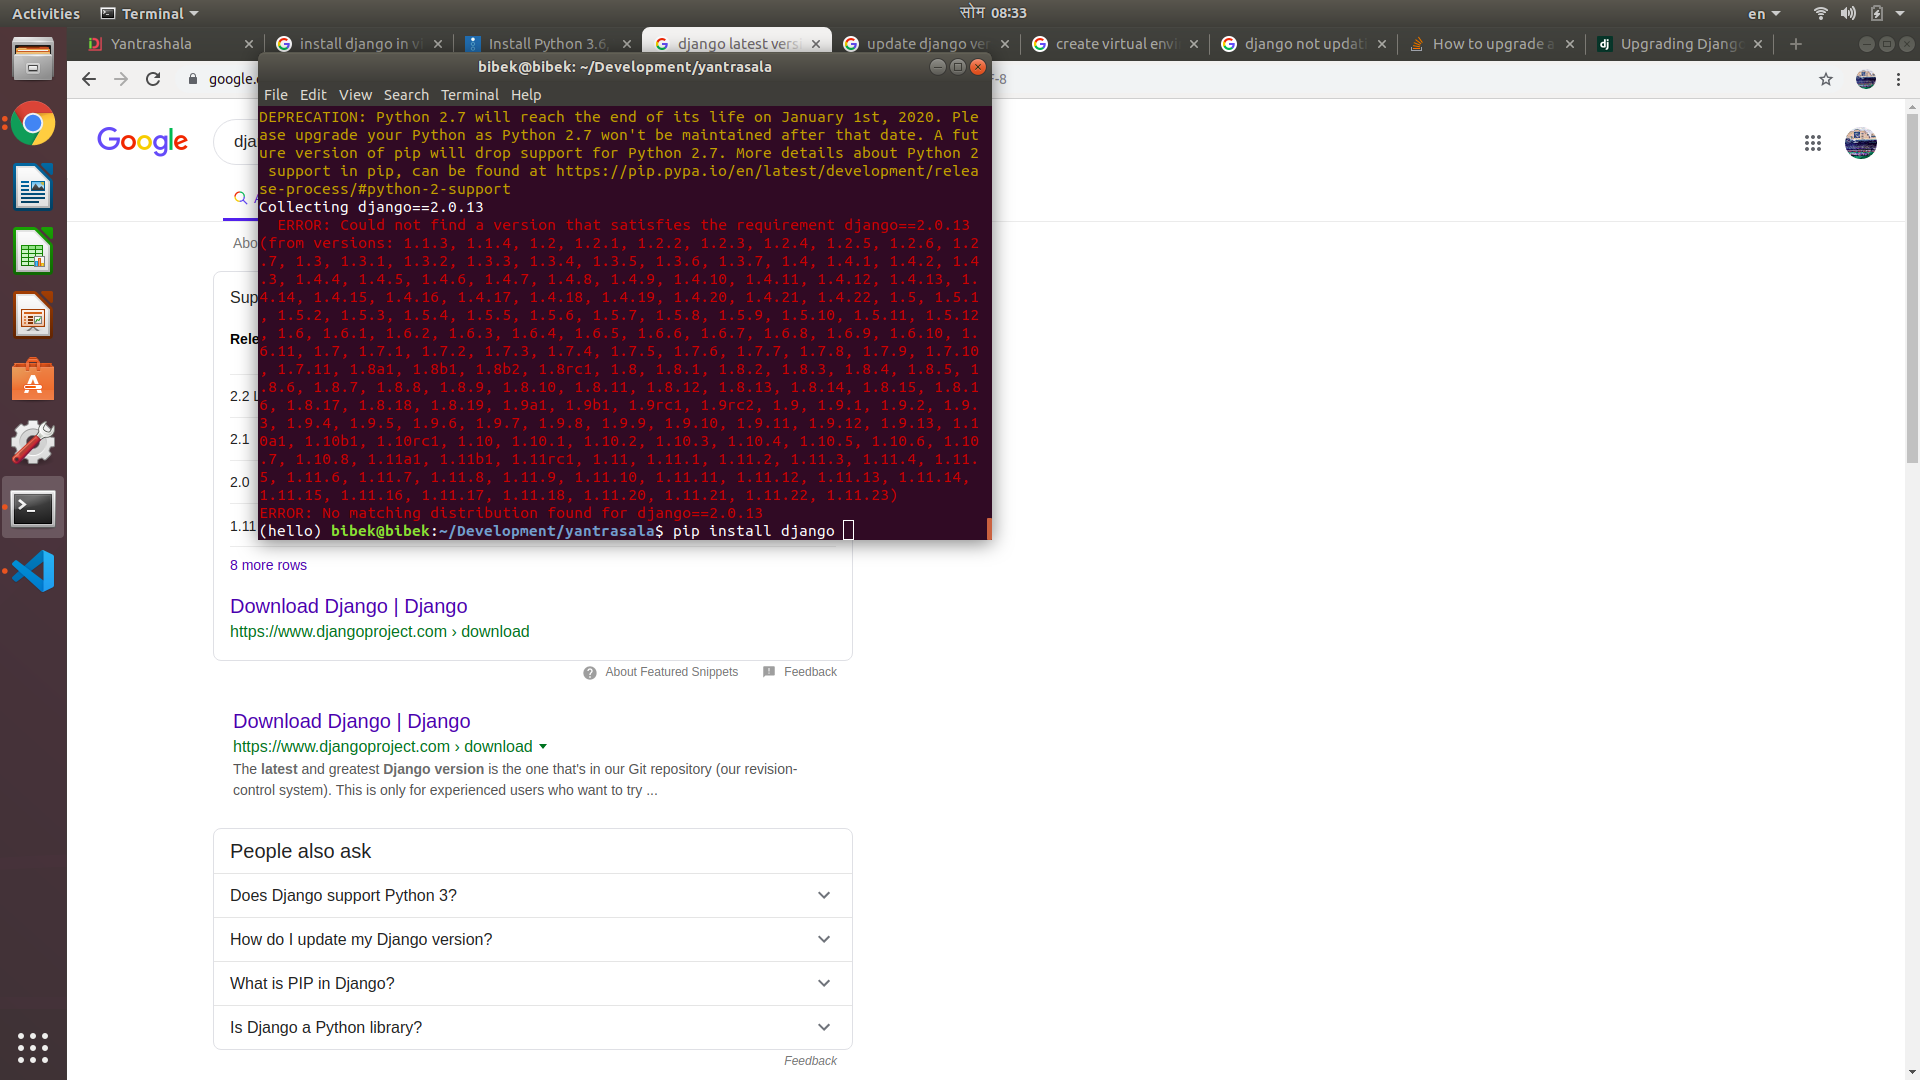 Activities Terminal सोम 08:33 en
Yantrashala install django in v Install Python 3.6, django latest versi update django ver create virtual envi django not updat How to upgrade a Upgrading Django
bibek@bibek: ~/Development/yantrasala
google. F-8
File Edit View Search Terminal Help
DEPRECATION: Python 2.7 will reach the end of its life on January 1st, 2020. Ple
ase upgrade your Python as Python 2.7 won't be maintained after that date. A fut
ure version of pip will drop support for Python 2.7. More details about Python 2
support in pip, can be found at https://pip.pypa.io/en/latest/development/relea
se-process/#python-2-support
Collecting django==2.0.13
ERROR: Could not find a version that satisfies the requirement django==2.0.13
(from versions: 1.1.3, 1.1.4, 1.2, 1.2.1, 1.2.2, 1.2.3, 1.2.4, 1.2.5, 1.2.6, 1.2
.7, 1.3, 1.3.1, 1.3.2, 1.3.3, 1.3.4, 1.3.5, 1.3.6, 1.3.7, 1.4, 1.4.1, 1.4.2, 1.4
.3, 1.4.4, 1.4.5, 1.4.6, 1.4.7, 1.4.8, 1.4.9, 1.4.10, 1.4.11, 1.4.12, 1.4.13, 1.
4.14, 1.4.15, 1.4.16, 1.4.17, 1.4.18, 1.4.19, 1.4.20, 1.4.21, 1.4.22, 1.5, 1.5.1
, 1.5.2, 1.5.3, 1.5.4, 1.5.5, 1.5.6, 1.5.7, 1.5.8, 1.5.9, 1.5.10, 1.5.11, 1.5.12
, 1.6, 1.6.1, 1.6.2, 1.6.3, 1.6.4, 1.6.5, 1.6.6, 1.6.7, 1.6.8, 1.6.9, 1.6.10, 1.
6.11, 1.7, 1.7.1, 1.7.2, 1.7.3, 1.7.4, 1.7.5, 1.7.6, 1.7.7, 1.7.8, 1.7.9, 1.7.10
, 1.7.11, 1.8a1, 1.8b1, 1.8b2, 1.8rc1, 1.8, 1.8.1, 1.8.2, 1.8.3, 1.8.4, 1.8.5, 1
.8.6, 1.8.7, 1.8.8, 1.8.9, 1.8.10, 1.8.11, 1.8.12, 1.8.13, 1.8.14, 1.8.15, 1.8.1
6, 1.8.17, 1.8.18, 1.8.19, 1.9a1, 1.9b1, 1.9rc1, 1.9rc2, 1.9, 1.9.1, 1.9.2, 1.9.
3, 1.9.4, 1.9.5, 1.9.6, 1.9.7, 1.9.8, 1.9.9, 1.9.10, 1.9.11, 1.9.12, 1.9.13, 1.1
0a1, 1.10b1, 1.10rc1, 1.10, 1.10.1, 1.10.2, 1.10.3, 1.10.4, 1.10.5, 1.10.6, 1.10
.7, 1.10.8, 1.11a1, 1.11b1, 1.11rc1, 1.11, 1.11.1, 1.11.2, 1.11.3, 1.11.4, 1.11.
5, 1.11.6, 1.11.7, 1.11.8, 1.11.9, 1.11.10, 1.11.11, 1.11.12, 1.11.13, 1.11.14,
1.11.15, 1.11.16, 1.11.17, 1.11.18, 1.11.20, 1.11.21, 1.11.22, 1.11.23)
ERROR: No matching distribution found for django==2.0.13
(hello) bibek@bibek:~/Development/yantrasala$ pip install django
Google dja
Abo
Sup
Rele
2.2 L
2.1
2.0
1.11
8 more rows
Download Django | Django
https://www.djangoproject.com › download
About Featured Snippets Feedback
Download Django | Django
https://www.djangoproject.com › download
The latest and greatest Django version is the one that's in our Git repository (our revision-
control system). This is only for experienced users who want to try ...
People also ask
Does Django support Python 3?
How do I update my Django version?
What is PIP in Django?
Is Django a Python library?
Feedback